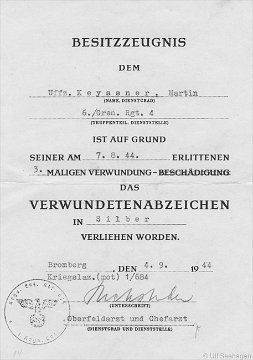 BESITZZEUGNIS
DEM
Uffz. Keyssner, Martin
(NAME, DIENSTGRAD)
6./Gren. Rgt. 4
(TRUPPENTEIL, DIENSTSTELLE)
IST AUF GRUND
SEINER AM 7.8.44. ERLITTENEN
3. MALIGEN VERWUNDUNG – BESCHÄDIGUNG
DAS
VERWUNDETENABZEICHEN
IN Silber
VERLIEHEN WORDEN.
Bromberg, DEN 4.9. 1944
Kriegslaz.(mot) 1/684
(UNTERSCHRIFT)
Oberfeldarzt und Chefarzt
(DIENSTGRAD UND DIENSTSTELLE)
© Ulf Seehagen